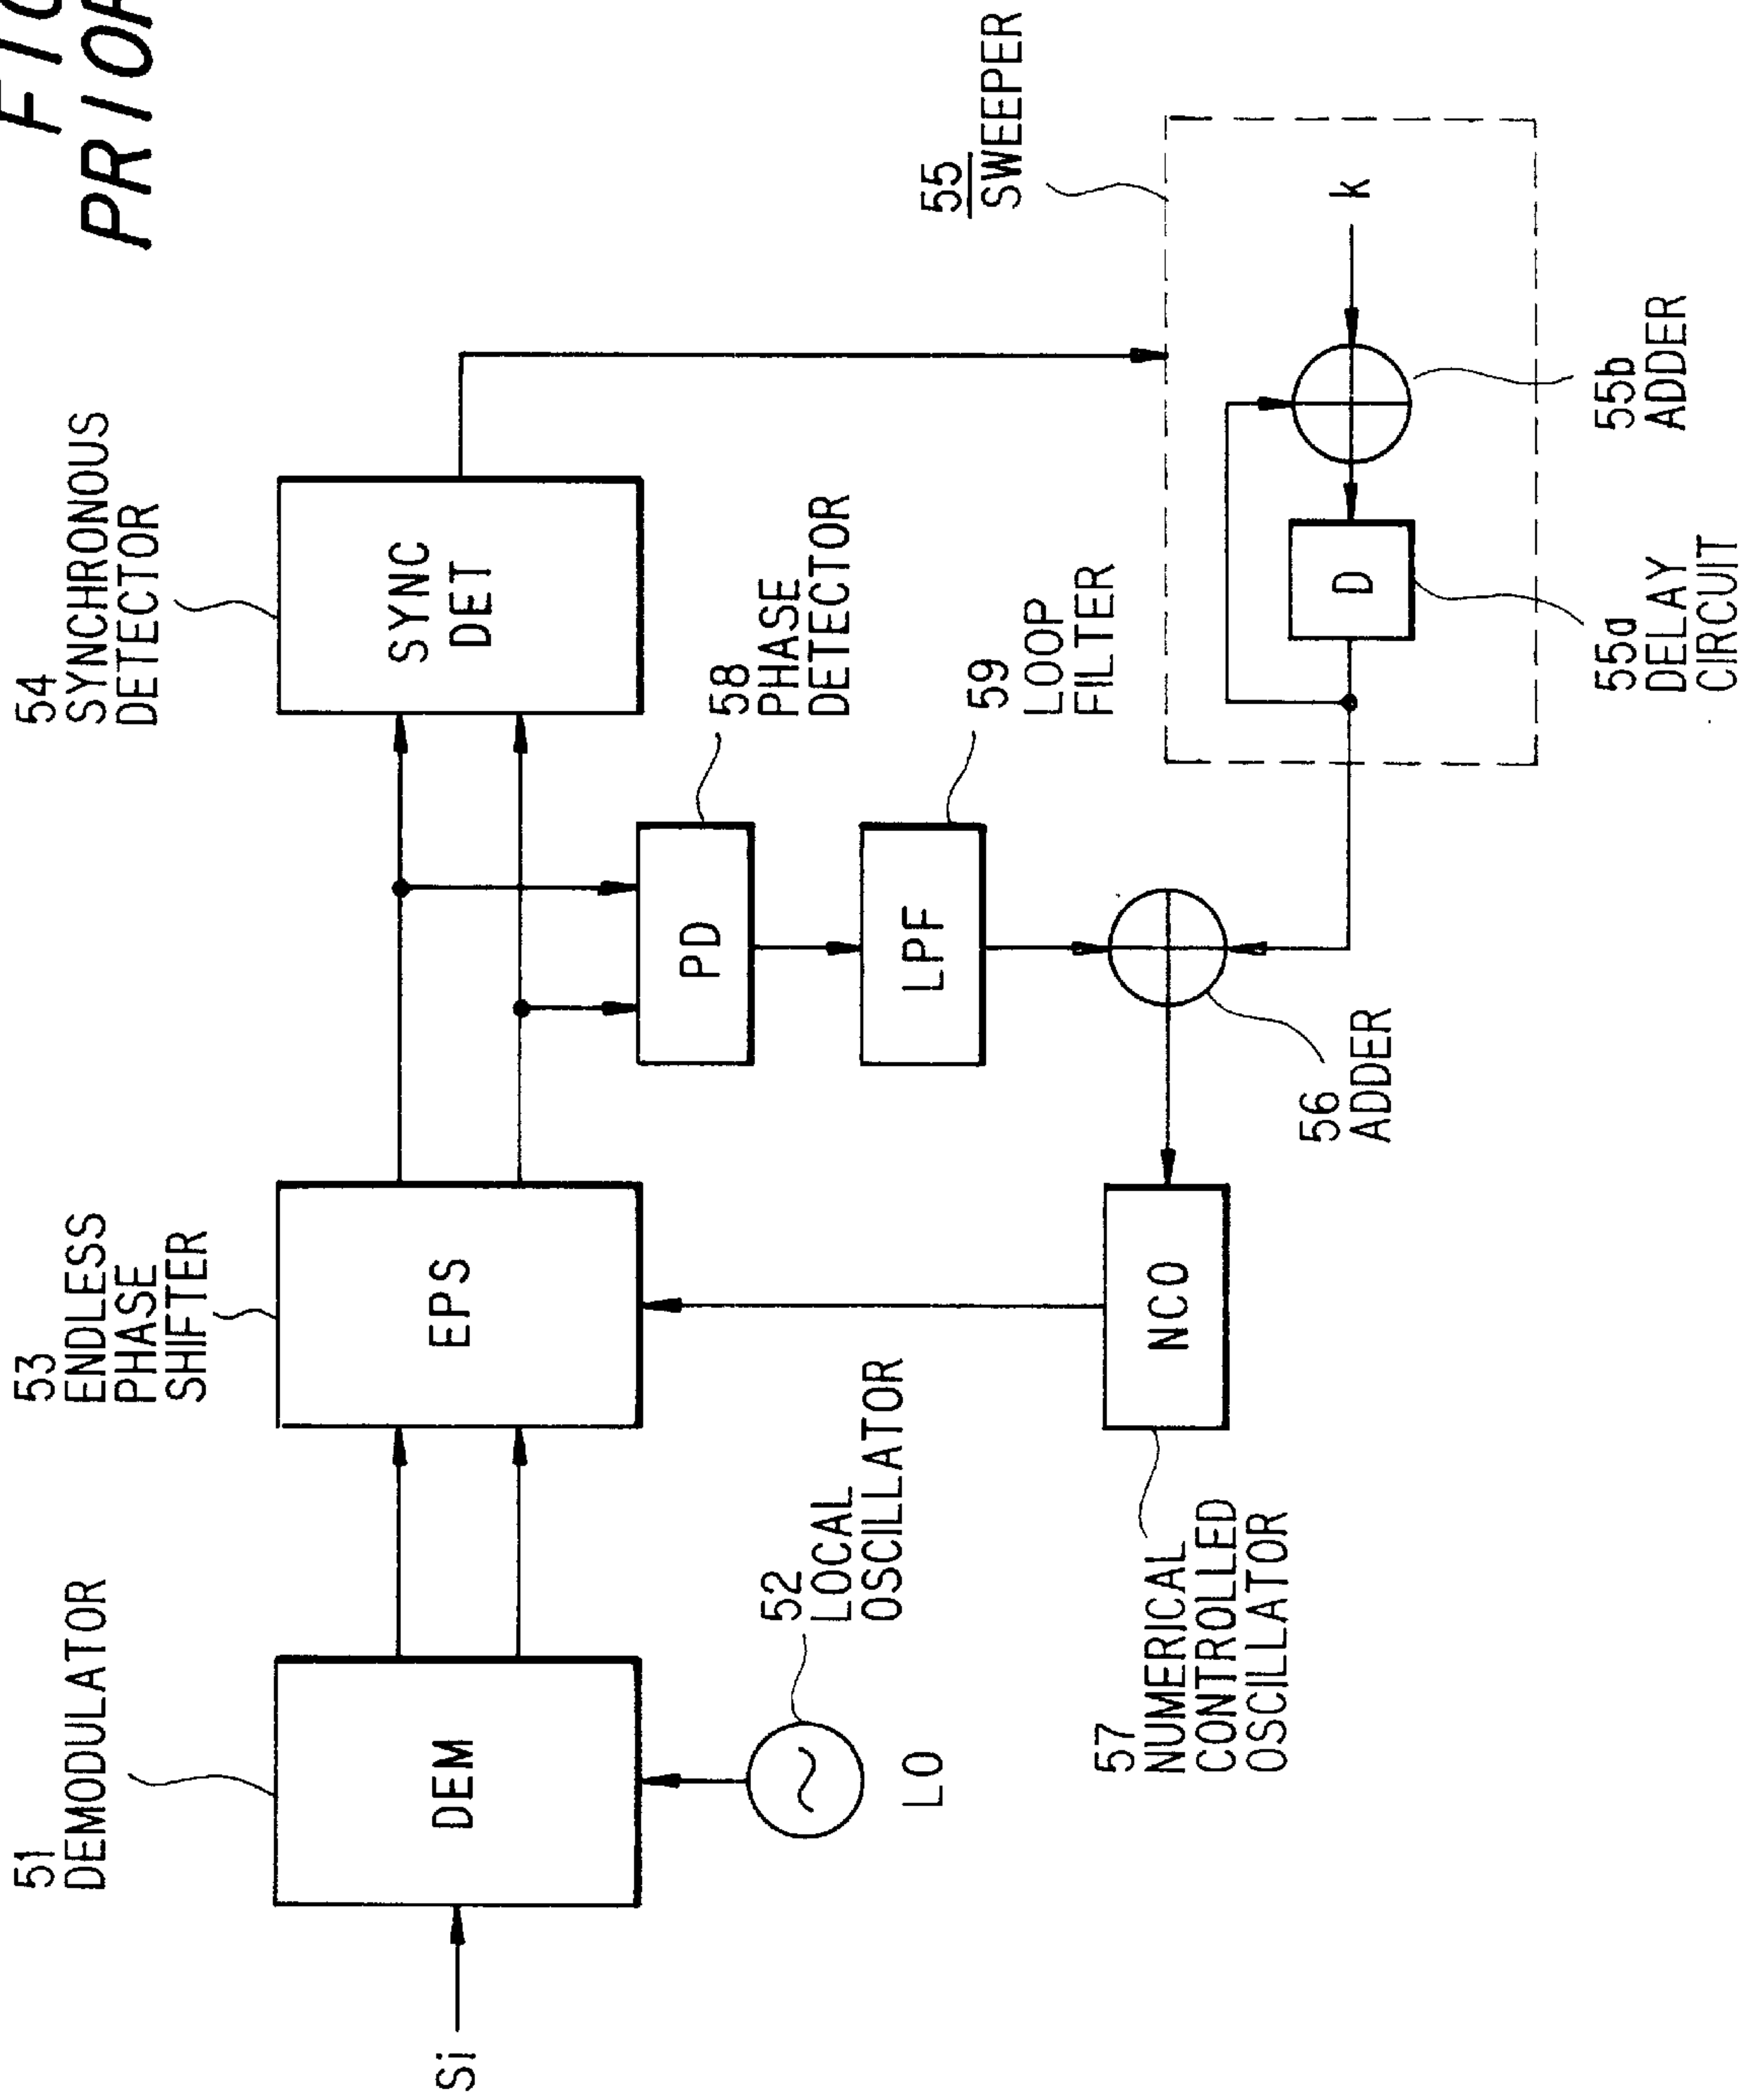 PRIOR
51
DEMODULATOR
53
ENDLESS
PHASE
SHIFTER
54
SYNCHRONOUS
DETECTOR
Si
DEM
EPS
SYNC
DET
52
LOCAL
OSCILLATOR
LO
58
PHASE
DETECTOR
PD
59
LOOP
FILTER
LPF
55
SWEEPER
57
NUMERICAL
CONTROLLED
OSCILLATOR
NCO
56
ADDER
D
k
55a
DELAY
CIRCUIT
55b
ADDER